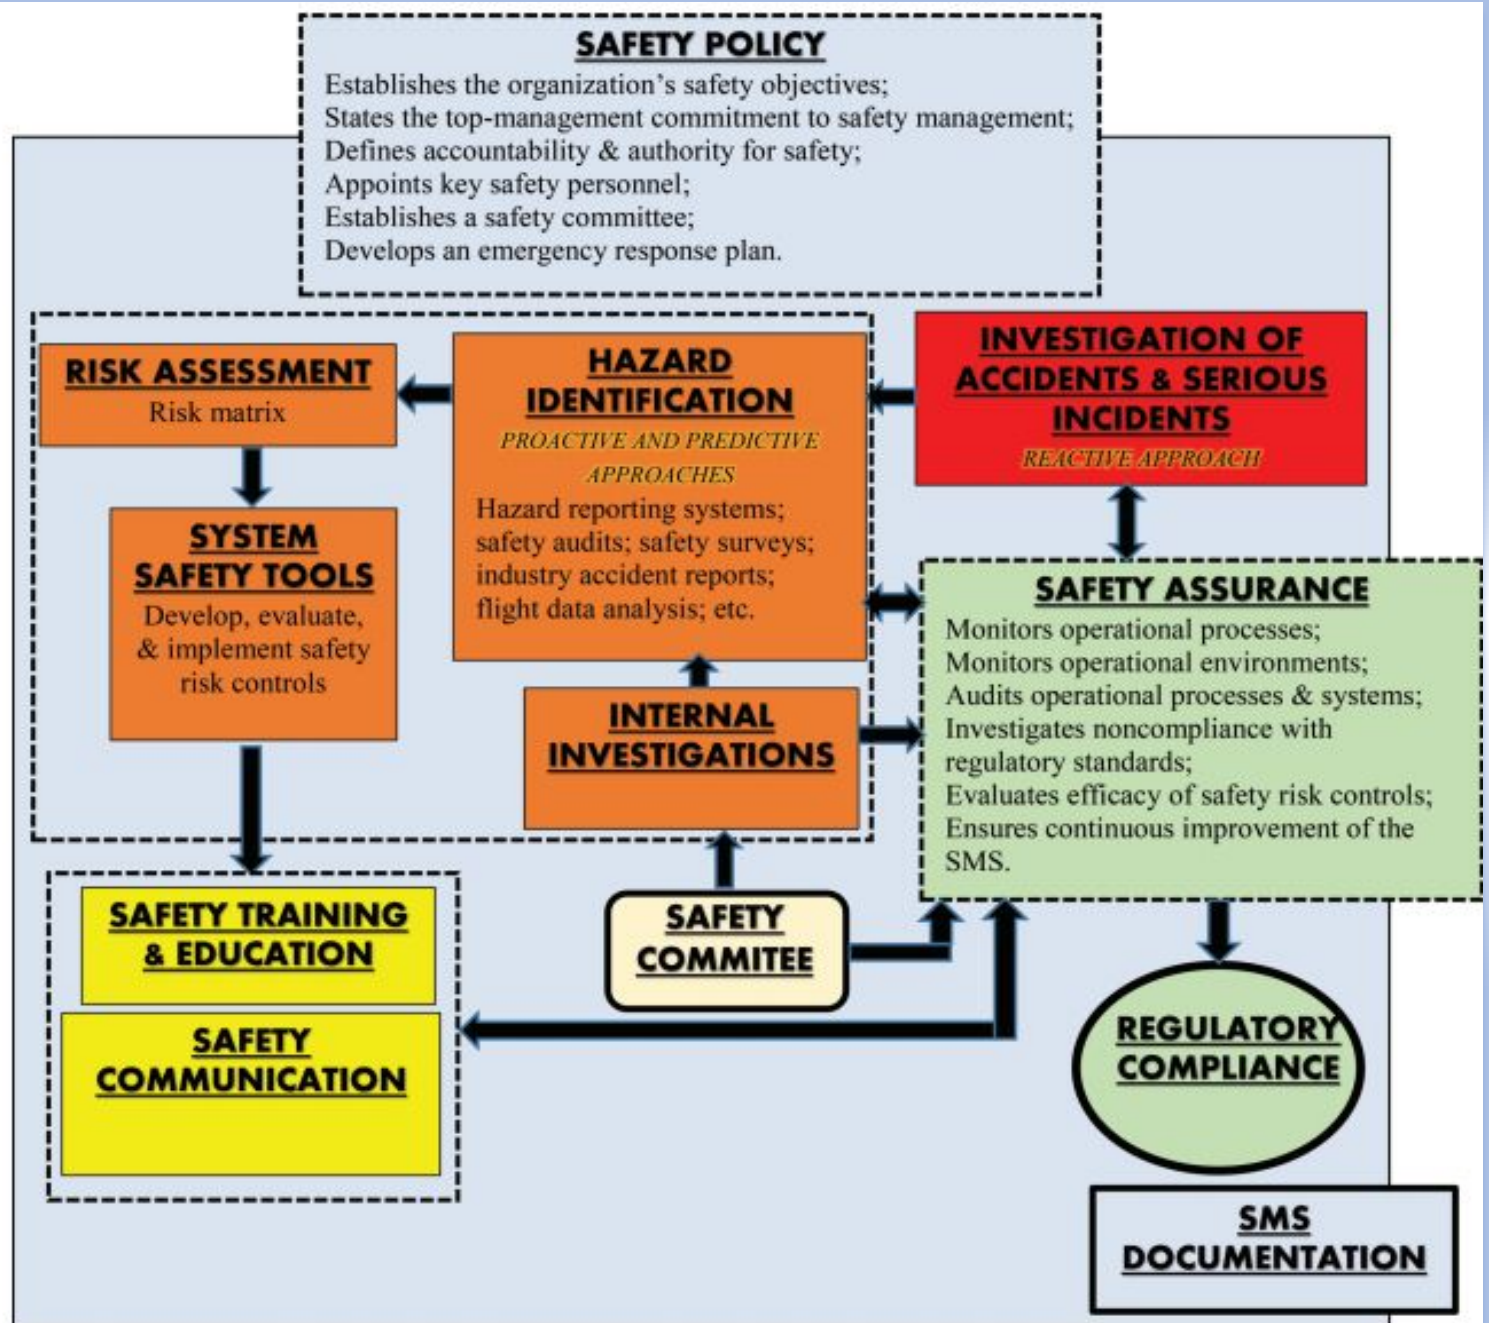 SAFETY POLICY
Establishes the organization’s safety objectives;
States the top-management commitment to safety management;
Defines accountability & authority for safety;
Appoints key safety personnel;
Establishes a safety committee;
Develops an emergency response plan.
RISK ASSESSMENT
Risk matrix
HAZARD
IDENTIFICATION
PROACTIVE AND PREDICTIVE
APPROACHES
Hazard reporting systems;
safety audits; safety surveys;
industry accident reports;
flight data analysis; etc.
INVESTIGATION OF
ACCIDENTS & SERIOUS
INCIDENTS
REACTIVE APPROACH
SYSTEM
SAFETY TOOLS
Develop, evaluate,
& implement safety
risk controls
SAFETY ASSURANCE
Monitors operational processes;
Monitors operational environments;
Audits operational processes & systems;
Investigates noncompliance with
regulatory standards;
Evaluates efficacy of safety risk controls;
Ensures continuous improvement of the
SMS.
INTERNAL
INVESTIGATIONS
SAFETY TRAINING
& EDUCATION
SAFETY
COMMUNICATION
SAFETY
COMMITEE
REGULATORY
COMPLIANCE
SMS
DOCUMENTATION